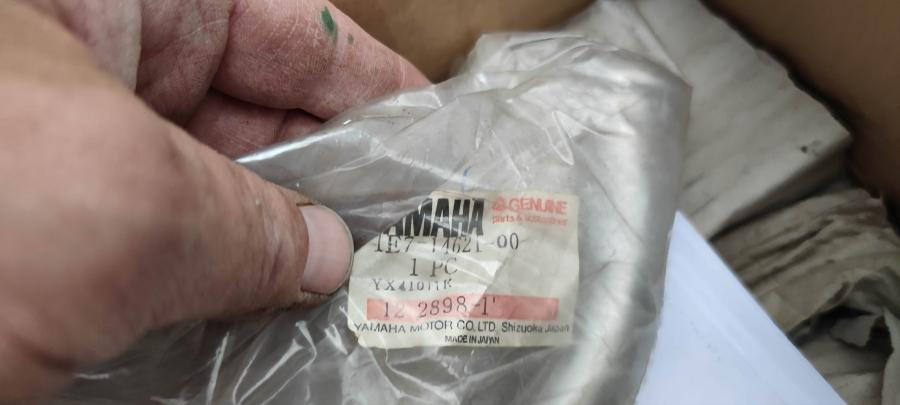 YAMAHA GENUINE
parts & accessories
1E7-14621-00
1 PC
YX41011K
12 2898-1'
YAMAHA MOTOR CO.LTD, Shizuoka Japan
MADE IN JAPAN